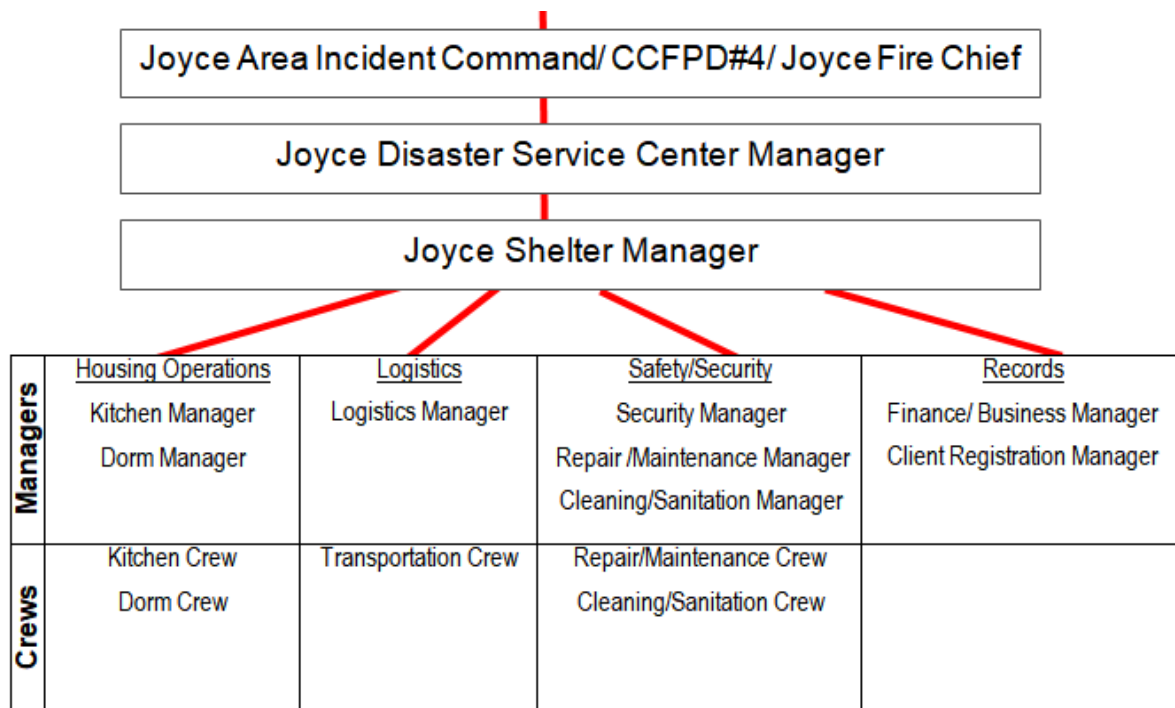 Joyce Area Incident Command/ CCFPD#4/ Joyce Fire Chief
Joyce Disaster Service Center Manager
Joyce Shelter Manager
Managers
Housing Operations
Kitchen Manager
Dorm Manager
Logistics
Logistics Manager
Safety/Security
Security Manager
Repair /Maintenance Manager
Cleaning/Sanitation Manager
Records
Finance/ Business Manager
Client Registration Manager
Crews
Kitchen Crew
Dorm Crew
Transportation Crew
Repair/Maintenance Crew
Cleaning/Sanitation Crew